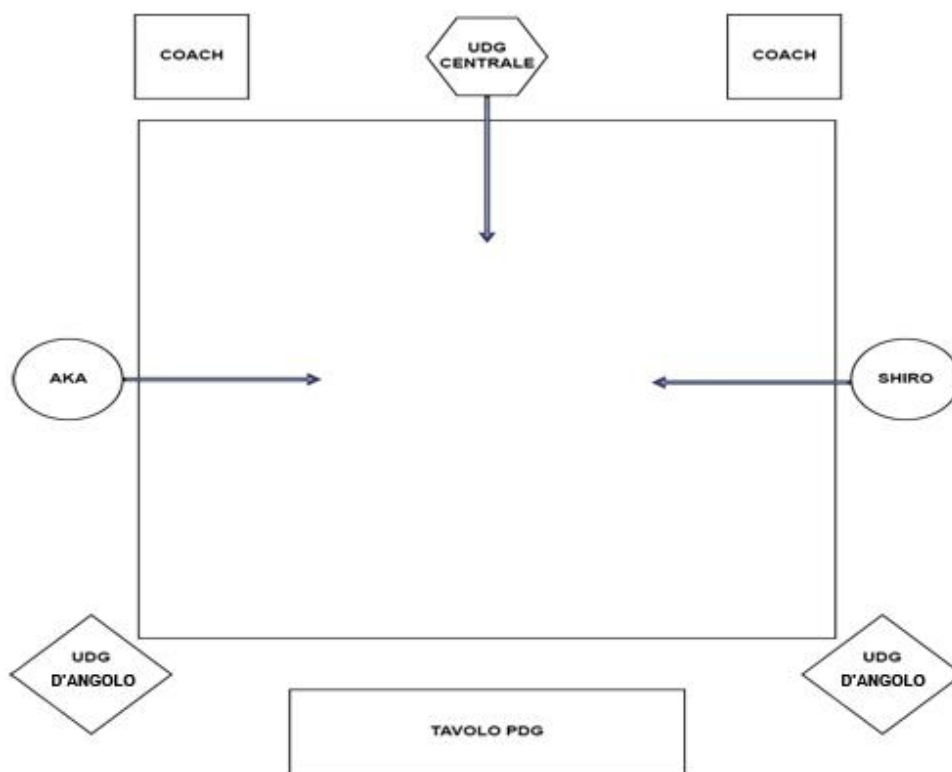 COACH
UDG
CENTRALE
COACH
AKA
SHIRO
UDG
D'ANGOLO
UDG
D'ANGOLO
TAVOLO PDG